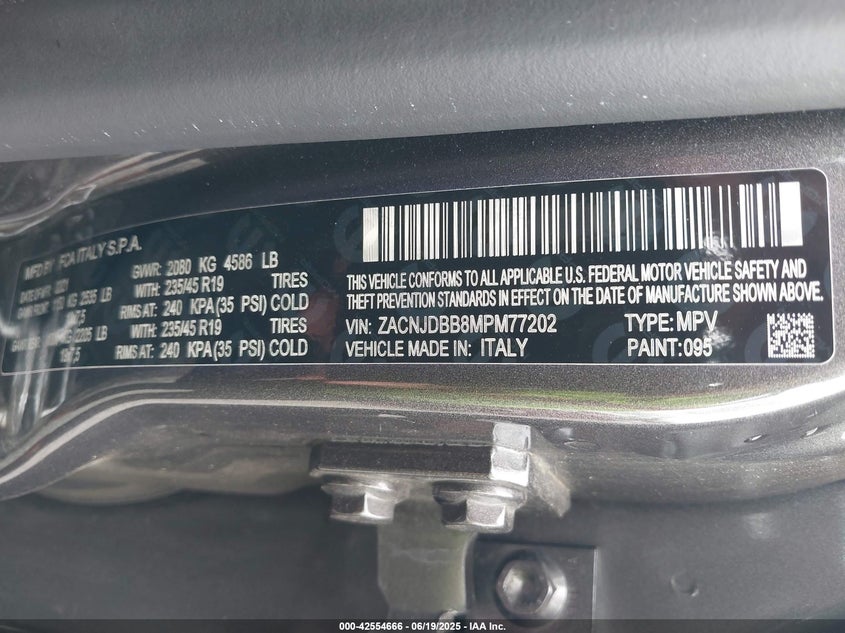 MFD BY FCA ITALY S.P.A.
GVWR: 2080 KG 4586 LB
LB WITH: 235/45 R19 TIRES
RIMS AT: 240 KPA(35 PSI) COLD
LB WITH: 235/45 R19 TIRES
RIMS AT: 240 KPA(35 PSI) COLD
THIS VEHICLE CONFORMS TO ALL APPLICABLE U.S. FEDERAL MOTOR VEHICLE SAFETY AND
THEFT PREVENTION STANDARDS IN EFFECT ON THE DATE OF MANUFACTURE SHOWN ABOVE.
VIN: ZACNJDBB8MPM77202 TYPE: MPV
VEHICLE MADE IN: ITALY PAINT: 095
000-42554666 - 06/19/2025 - IAA Inc.